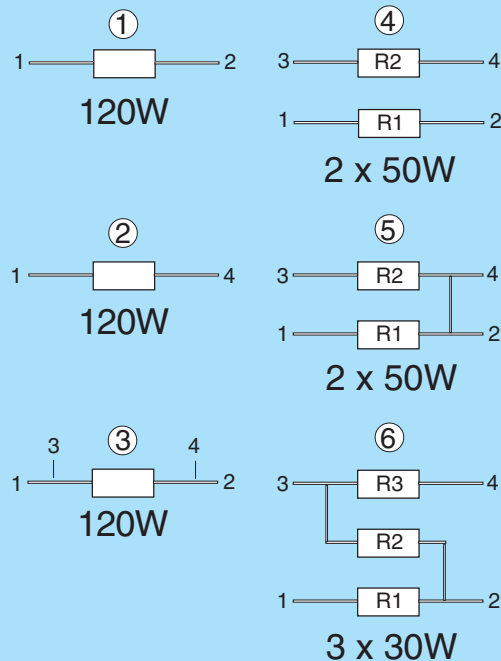 ①
1 2
120W
②
1 4
120W
③
3 4
1 2
120W
④
3 R2 4
1 R1 2
2 x 50W
⑤
3 R2 4
1 R1 2
2 x 50W
⑥
3 R3 4
R2
1 R1 2
3 x 30W